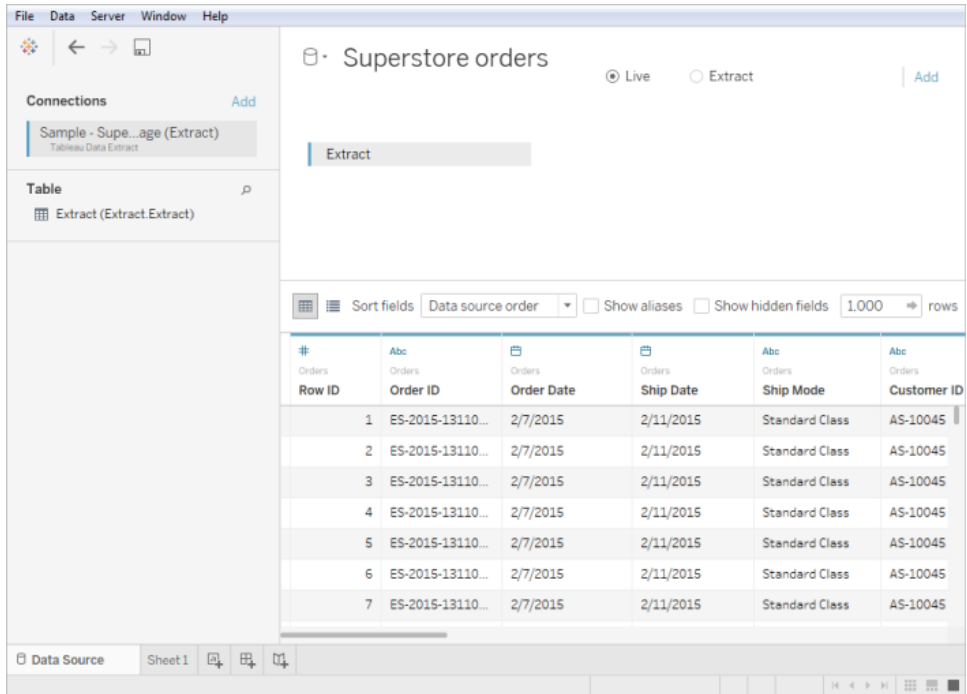 File Data Server Window Help
Superstore orders
Live Extract Add
Connections Add
Sample - Supe...age (Extract)
Tableau Data Extract
Extract
Table
Extract (Extract.Extract)
Sort fields Data source order Show aliases Show hidden fields 1,000 rows
# Abc Abc Abc
Orders Orders Orders Orders Orders Orders
Row ID Order ID Order Date Ship Date Ship Mode Customer ID
1 ES-2015-13110... 2/7/2015 2/11/2015 Standard Class AS-10045
2 ES-2015-13110... 2/7/2015 2/11/2015 Standard Class AS-10045
3 ES-2015-13110... 2/7/2015 2/11/2015 Standard Class AS-10045
4 ES-2015-13110... 2/7/2015 2/11/2015 Standard Class AS-10045
5 ES-2015-13110... 2/7/2015 2/11/2015 Standard Class AS-10045
6 ES-2015-13110... 2/7/2015 2/11/2015 Standard Class AS-10045
7 ES-2015-13110... 2/7/2015 2/11/2015 Standard Class AS-10045
Data Source Sheet 1